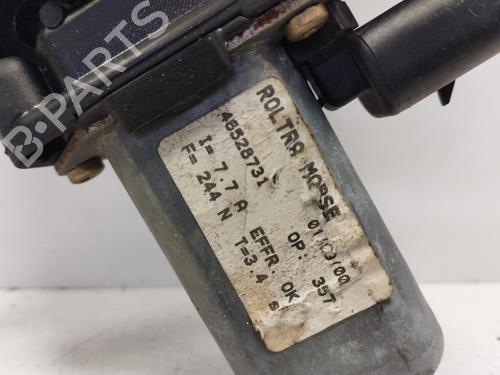 ROLTRA MORSE
46528731 01/03/00
I= 7.7 A EFFR. OK OP: 357
F= 244 N T=3.4 s
B-PARTS